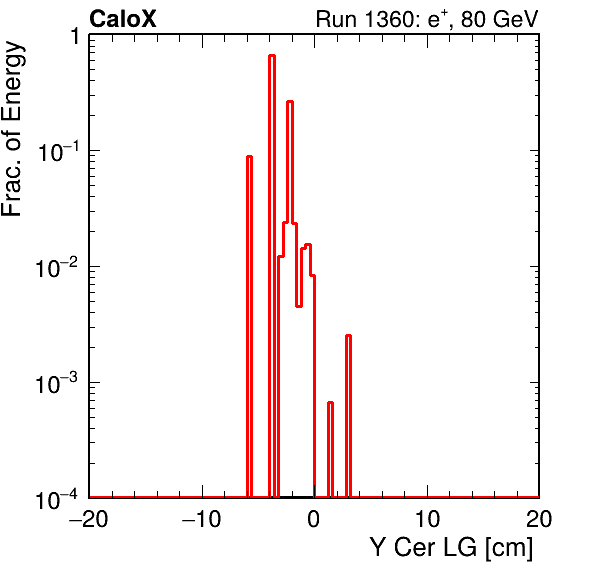 CaloX Run 1360: e⁺, 80 GeV
Frac. of Energy
1
10⁻¹
10⁻²
10⁻³
10⁻⁴
−20 −10 0 10 20
Y Cer LG [cm]